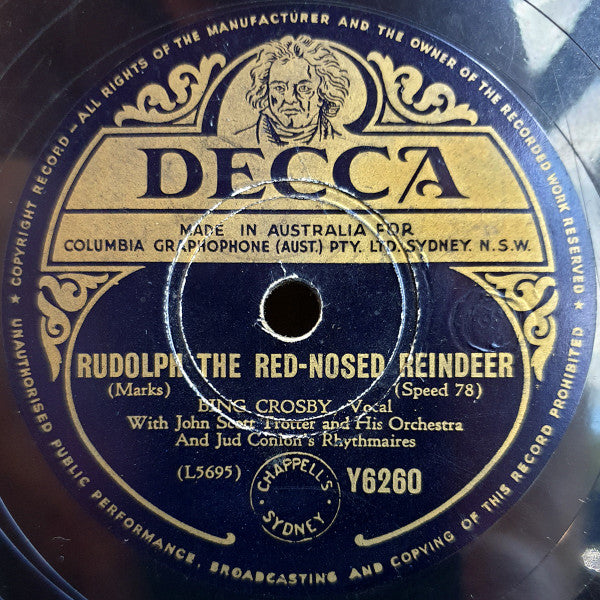 ★ COPYRIGHT RECORD – ALL RIGHTS OF THE MANUFACTURER AND THE OWNER OF THE RECORDED WORK RESERVED ★
DECCA
MADE IN AUSTRALIA FOR
COLUMBIA GRAPHOPHONE (AUST.) PTY. LTD. SYDNEY. N.S.W.
RUDOLPH THE RED-NOSED REINDEER
(Marks) (Speed 78)
BING CROSBY, Vocal
With John Scott Trotter and His Orchestra
And Jud Conlon's Rhythmaires
(L5695) Y6260
CHAPPELL'S
SYDNEY
UNAUTHORISED PUBLIC PERFORMANCE, BROADCASTING AND COPYING OF THIS RECORD PROHIBITED